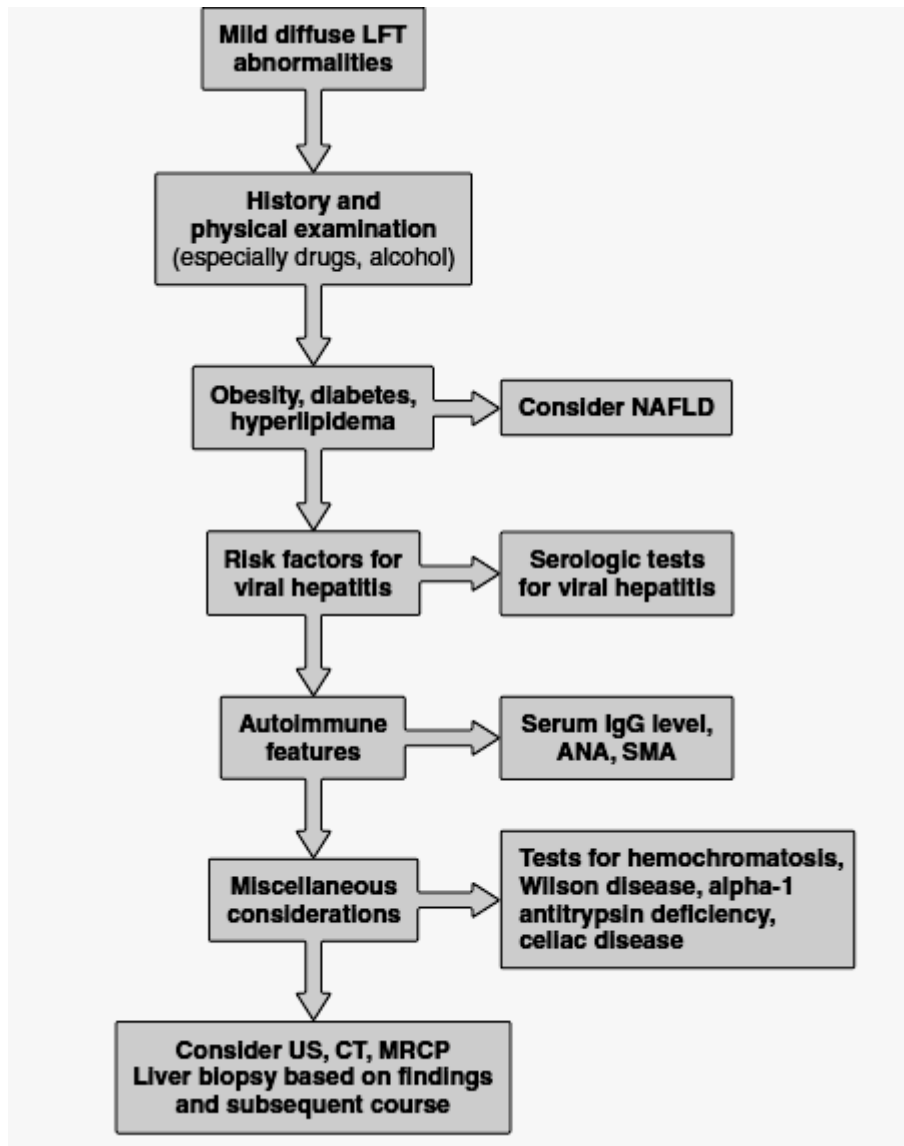 Mild diffuse LFT
abnormalities
History and
physical examination
(especially drugs, alcohol)
Obesity, diabetes,
hyperlipidema
Consider NAFLD
Risk factors for
viral hepatitis
Serologic tests
for viral hepatitis
Autoimmune
features
Serum IgG level,
ANA, SMA
Miscellaneous
considerations
Tests for hemochromatosis,
Wilson disease, alpha-1
antitrypsin deficiency,
celiac disease
Consider US, CT, MRCP
Liver biopsy based on findings
and subsequent course